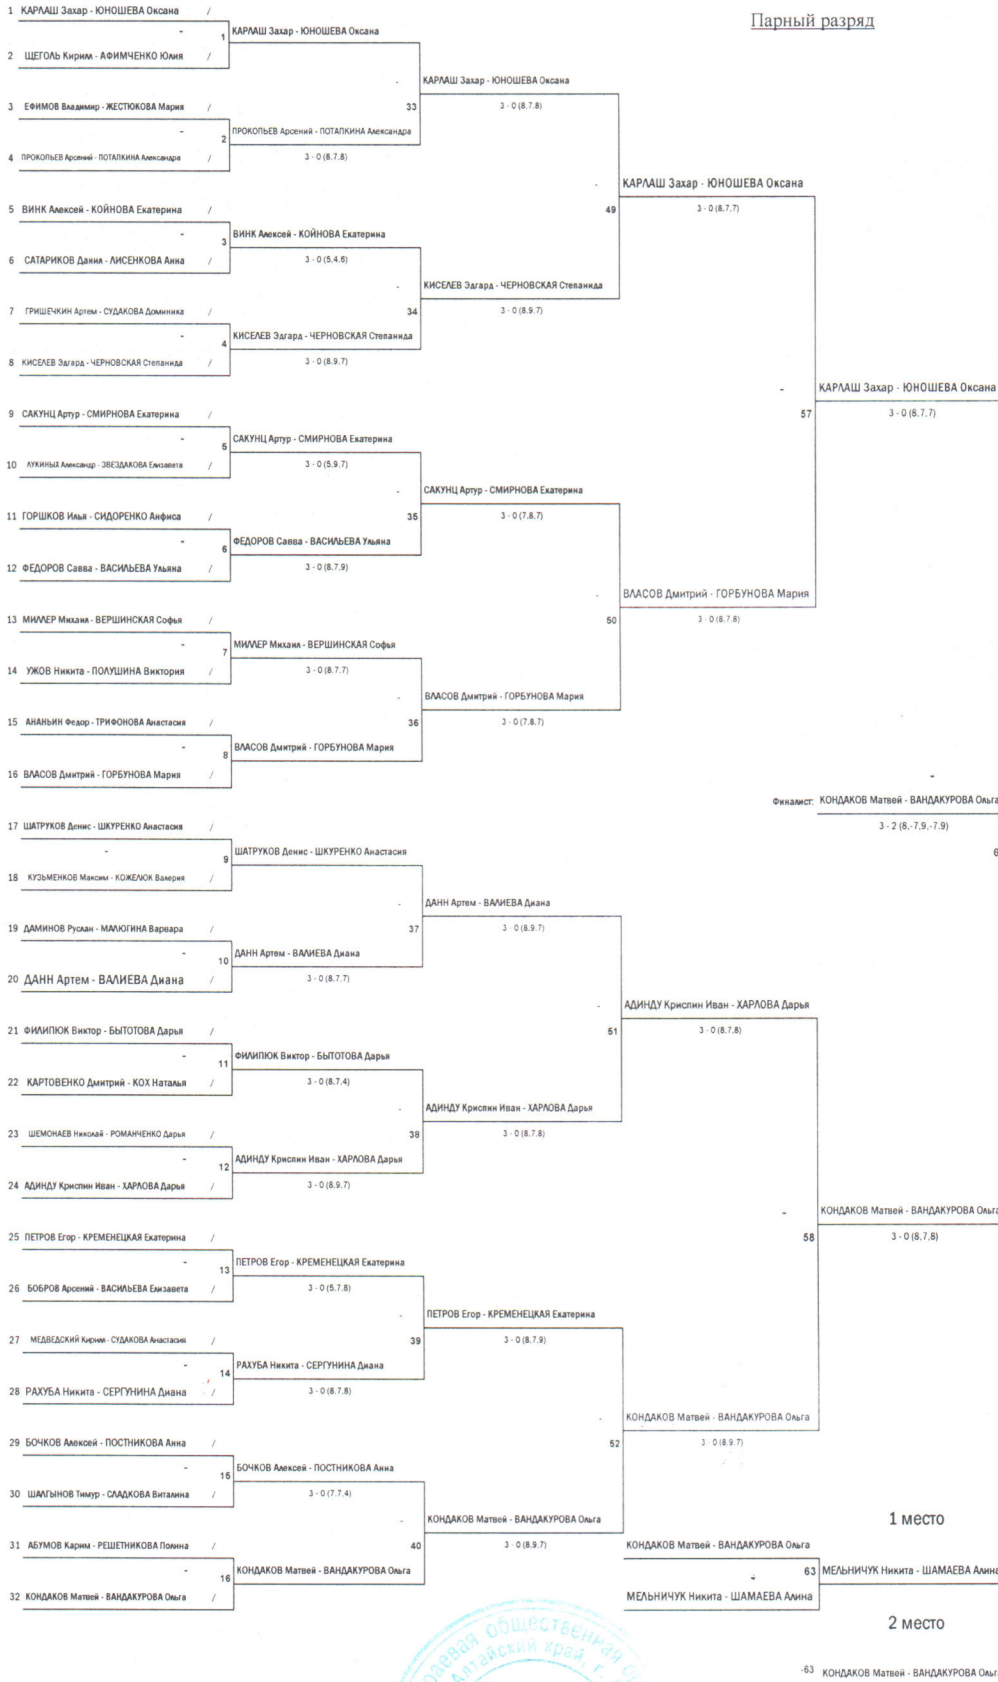 Парный разряд
1 КАРЛАШ Захар - ЮНОШЕВА Оксана /
- 1 КАРЛАШ Захар - ЮНОШЕВА Оксана
2 ЩЕГОЛЬ Кирилл - АФИМЧЕНКО Юлия /
- КАРЛАШ Захар - ЮНОШЕВА Оксана
3 ЕФИМОВ Владимир - ЖЕСТЮКОВА Мария / 33 3 - 0 (8,7,8)
- 2 ПРОКОПЬЕВ Арсений - ПОТАПКИНА Александра
4 ПРОКОПЬЕВ Арсений - ПОТАПКИНА Александра / 3 - 0 (8,7,8)
- КАРЛАШ Захар - ЮНОШЕВА Оксана
5 ВИНК Алексей - КОЙНОВА Екатерина / 49 3 - 0 (8,7,7)
- 3 ВИНК Алексей - КОЙНОВА Екатерина
6 САТАРИКОВ Данил - ЛИСЕНКОВА Анна / 3 - 0 (5,4,6)
- КИСЕЛЕВ Эдгард - ЧЕРНОВСКАЯ Степанида
7 ГРИШЕЧКИН Артем - СУДАКОВА Доминика / 34 3 - 0 (8,9,7)
- 4 КИСЕЛЕВ Эдгард - ЧЕРНОВСКАЯ Степанида
8 КИСЕЛЕВ Эдгард - ЧЕРНОВСКАЯ Степанида / 3 - 0 (8,9,7)
- КАРЛАШ Захар - ЮНОШЕВА Оксана
9 САКУНЦ Артур - СМИРНОВА Екатерина / 57 3 - 0 (8,7,7)
- 5 САКУНЦ Артур - СМИРНОВА Екатерина
10 ЛУКИНЫХ Александр - ЗВЕЗДАКОВА Елизавета / 3 - 0 (5,9,7)
- САКУНЦ Артур - СМИРНОВА Екатерина
11 ГОРШКОВ Илья - СИДОРЕНКО Анфиса / 35 3 - 0 (7,8,7)
- 6 ФЕДОРОВ Савва - ВАСИЛЬЕВА Ульяна
12 ФЕДОРОВ Савва - ВАСИЛЬЕВА Ульяна / 3 - 0 (8,7,9)
- ВЛАСОВ Дмитрий - ГОРБУНОВА Мария
13 МИЛЛЕР Михаил - ВЕРШИНСКАЯ Софья / 50 3 - 0 (8,7,8)
- 7 МИЛЛЕР Михаил - ВЕРШИНСКАЯ Софья
14 УЖОВ Никита - ПОЛУШИНА Виктория / 3 - 0 (8,7,7)
- ВЛАСОВ Дмитрий - ГОРБУНОВА Мария
15 АНАНЬИН Федор - ТРИФОНОВА Анастасия / 36 3 - 0 (7,8,7)
- 8 ВЛАСОВ Дмитрий - ГОРБУНОВА Мария
16 ВЛАСОВ Дмитрий - ГОРБУНОВА Мария /
-
Финалист: КОНДАКОВ Матвей - ВАНДАКУРОВА Ольга
17 ШАТРУКОВ Денис - ШКУРЕНКО Анастасия / 3 - 2 (8,-7,9,-7,9)
- 9 ШАТРУКОВ Денис - ШКУРЕНКО Анастасия 6
18 КУЗЬМЕНКОВ Максим - КОЖЕЛЮК Валерия /
- ДАНН Артем - ВАЛИЕВА Диана
19 ДАМИНОВ Руслан - МАЛЮГИНА Варвара / 37 3 - 0 (8,9,7)
- 10 ДАНН Артем - ВАЛИЕВА Диана
20 ДАНН Артем - ВАЛИЕВА Диана / 3 - 0 (8,7,7)
- АДИНДУ Криспин Иван - ХАРЛОВА Дарья
21 ФИЛИПЮК Виктор - БЫТОТОВА Дарья / 51 3 - 0 (8,7,8)
- 11 ФИЛИПЮК Виктор - БЫТОТОВА Дарья
22 КАРТОВЕНКО Дмитрий - КОХ Наталья / 3 - 0 (8,7,4)
- АДИНДУ Криспин Иван - ХАРЛОВА Дарья
23 ШЕМОНАЕВ Николай - РОМАНЧЕНКО Дарья / 38 3 - 0 (8,7,8)
- 12 АДИНДУ Криспин Иван - ХАРЛОВА Дарья
24 АДИНДУ Криспин Иван - ХАРЛОВА Дарья / 3 - 0 (8,9,7)
- КОНДАКОВ Матвей - ВАНДАКУРОВА Ольга
25 ПЕТРОВ Егор - КРЕМЕНЕЦКАЯ Екатерина / 58 3 - 0 (8,7,8)
- 13 ПЕТРОВ Егор - КРЕМЕНЕЦКАЯ Екатерина
26 БОБРОВ Арсений - ВАСИЛЬЕВА Елизавета / 3 - 0 (5,7,8)
- ПЕТРОВ Егор - КРЕМЕНЕЦКАЯ Екатерина
27 МЕДВЕДСКИЙ Кирилл - СУДАКОВА Анастасия / 39 3 - 0 (8,7,9)
- 14 РАХУБА Никита - СЕРГУНИНА Диана
28 РАХУБА Никита - СЕРГУНИНА Диана / 3 - 0 (8,7,8)
- КОНДАКОВ Матвей - ВАНДАКУРОВА Ольга
29 БОЧКОВ Алексей - ПОСТНИКОВА Анна / 52 3 - 0 (8,9,7)
- 15 БОЧКОВ Алексей - ПОСТНИКОВА Анна
30 ШАЛГЫНОВ Тимур - СЛАДКОВА Виталина / 3 - 0 (7,7,4)
- КОНДАКОВ Матвей - ВАНДАКУРОВА Ольга 1 место
31 АБУМОВ Карим - РЕШЕТНИКОВА Полина / 40 3 - 0 (8,9,7) КОНДАКОВ Матвей - ВАНДАКУРОВА Ольга
- 16 КОНДАКОВ Матвей - ВАНДАКУРОВА Ольга - 63 МЕЛЬНИЧУК Никита - ШАМАЕВА Алина
32 КОНДАКОВ Матвей - ВАНДАКУРОВА Ольга / МЕЛЬНИЧУК Никита - ШАМАЕВА Алина
2 место
общественная
Алтайский край, г.
-63 КОНДАКОВ Матвей - ВАНДАКУРОВА Ольга